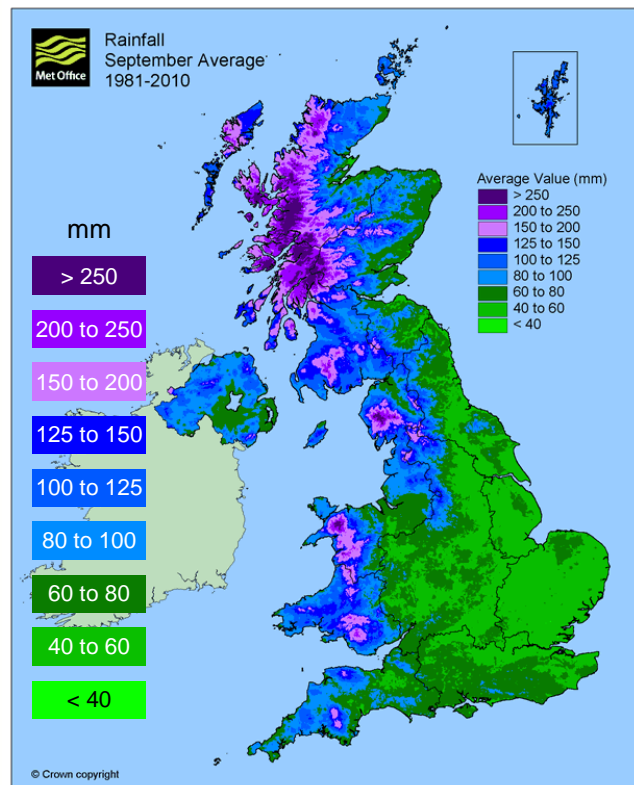 Met Office
Rainfall
September Average
1981-2010
Average Value (mm)
> 250
200 to 250
150 to 200
125 to 150
100 to 125
80 to 100
60 to 80
40 to 60
< 40
mm
> 250
200 to 250
150 to 200
125 to 150
100 to 125
80 to 100
60 to 80
40 to 60
< 40
© Crown copyright